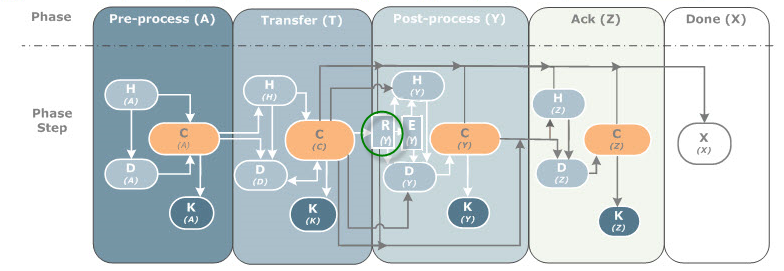 Phase
Pre-process (A)
Transfer (T)
Post-process (Y)
Ack (Z)
Done (X)
Phase
Step
H
(A)
C
(A)
D
(A)
K
(A)
H
(H)
C
(C)
D
(D)
K
(K)
H
(Y)
R
(Y)
E
(Y)
C
(Y)
D
(Y)
K
(Y)
H
(Z)
C
(Z)
D
(Z)
K
(Z)
X
(X)